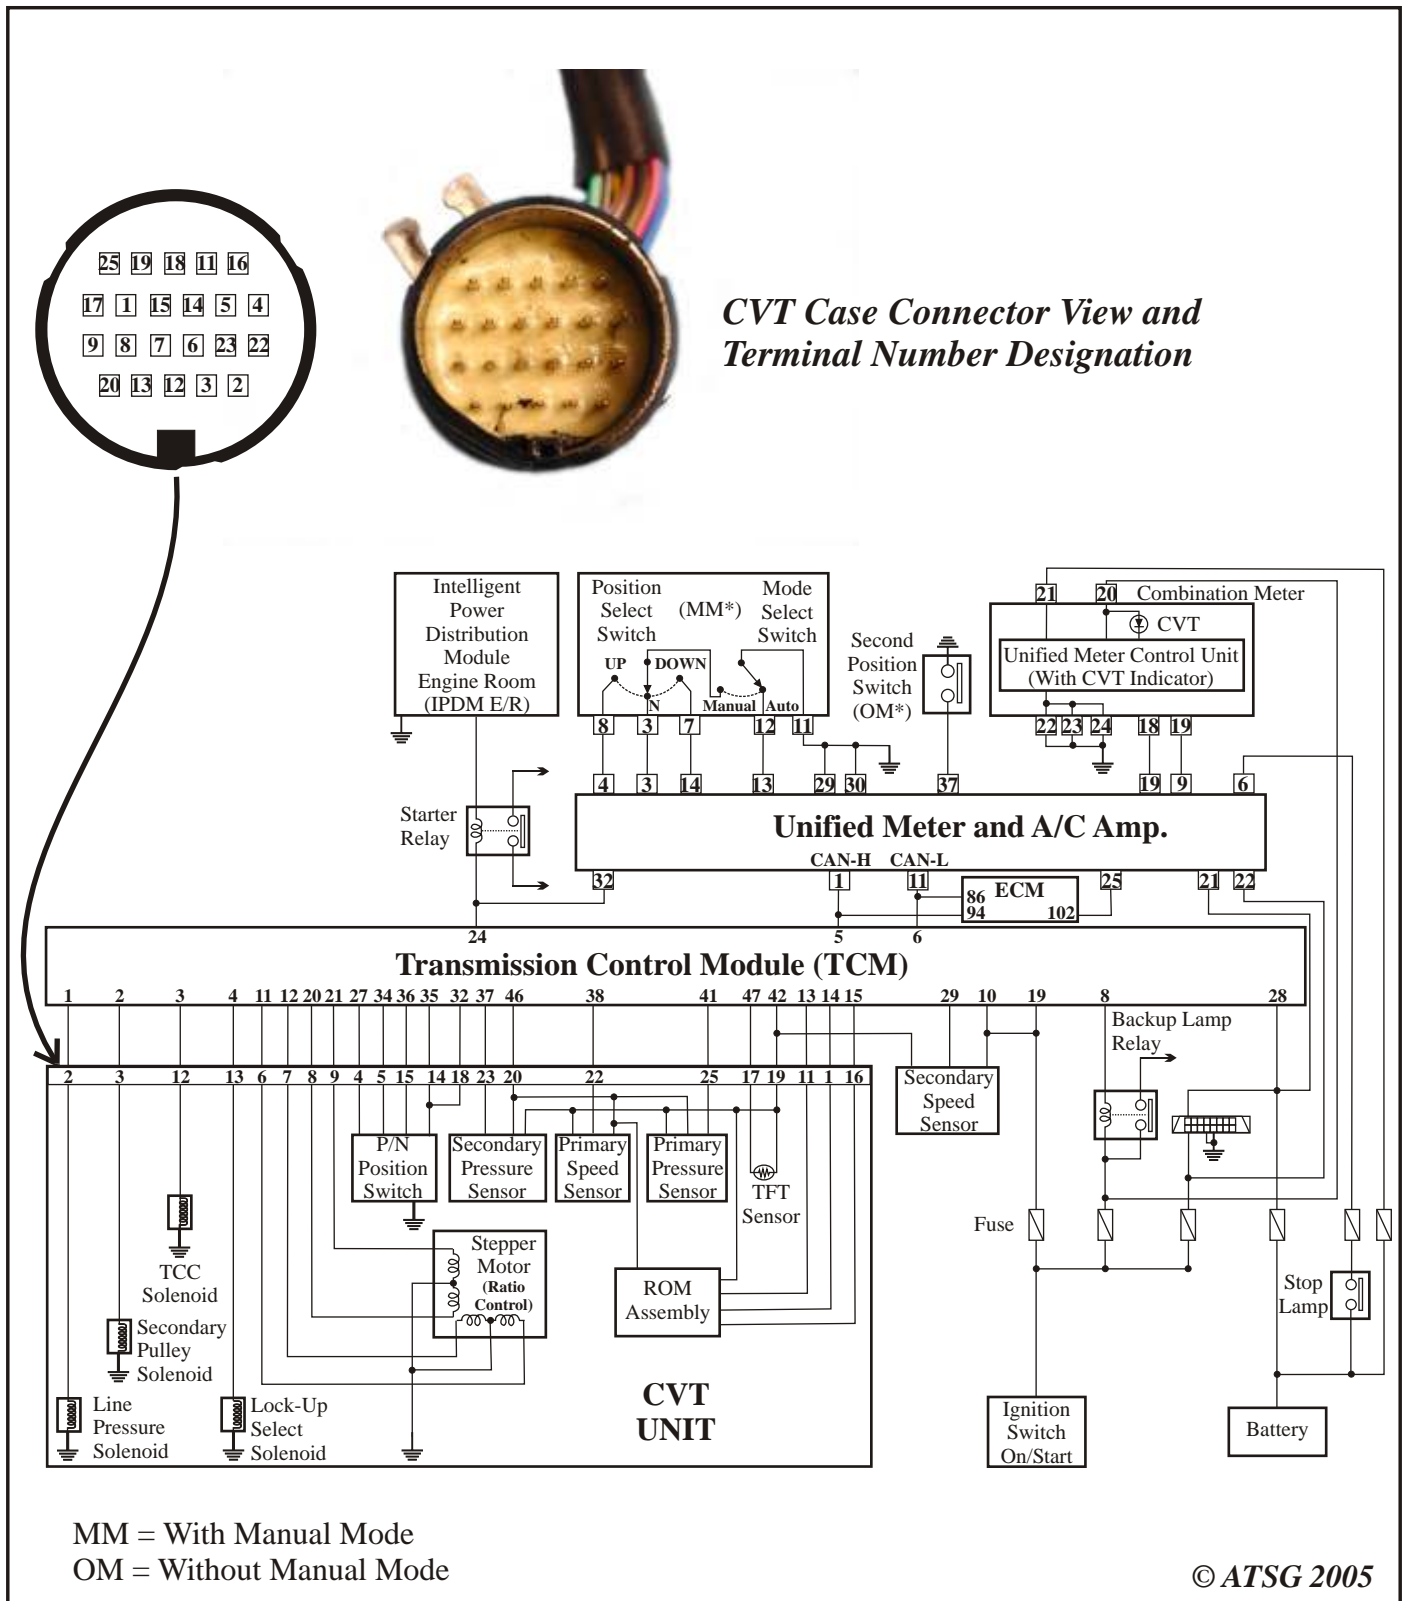 25 19 18 11 16
17 1 15 14 5 4
9 8 7 6 23 22
20 13 12 3 2
CVT Case Connector View and
Terminal Number Designation
Intelligent
Power
Distribution
Module
Engine Room
(IPDM E/R)
Position
Select
Switch
(MM*)
Mode
Select
Switch
UP
DOWN
N
Manual
Auto
8 3 7 12 11
Second
Position
Switch
(OM*)
21 20
Combination Meter
CVT
Unified Meter Control Unit
(With CVT Indicator)
22 23 24 18 19
4 3 14 13 29 30 37 19 9 6
Starter
Relay
Unified Meter and A/C Amp.
CAN-H CAN-L
32 1 11 25 21 22
86 ECM
94 102
24 5 6
Transmission Control Module (TCM)
1 2 3 4 11 12 20 21 27 34 36 35 32 37 46 38 41 47 42 13 14 15 29 10 19 8 28
Backup Lamp
Relay
2 3 12 13 6 7 8 9 4 5 15 14 18 23 20 22 25 17 19 11 1 16
Secondary
Speed
Sensor
P/N
Position
Switch
Secondary
Pressure
Sensor
Primary
Speed
Sensor
Primary
Pressure
Sensor
TFT
Sensor
Fuse
TCC
Solenoid
Stepper
Motor
(Ratio
Control)
ROM
Assembly
Stop
Lamp
Secondary
Pulley
Solenoid
Line
Pressure
Solenoid
Lock-Up
Select
Solenoid
CVT
UNIT
Ignition
Switch
On/Start
Battery
MM = With Manual Mode
OM = Without Manual Mode
© ATSG 2005